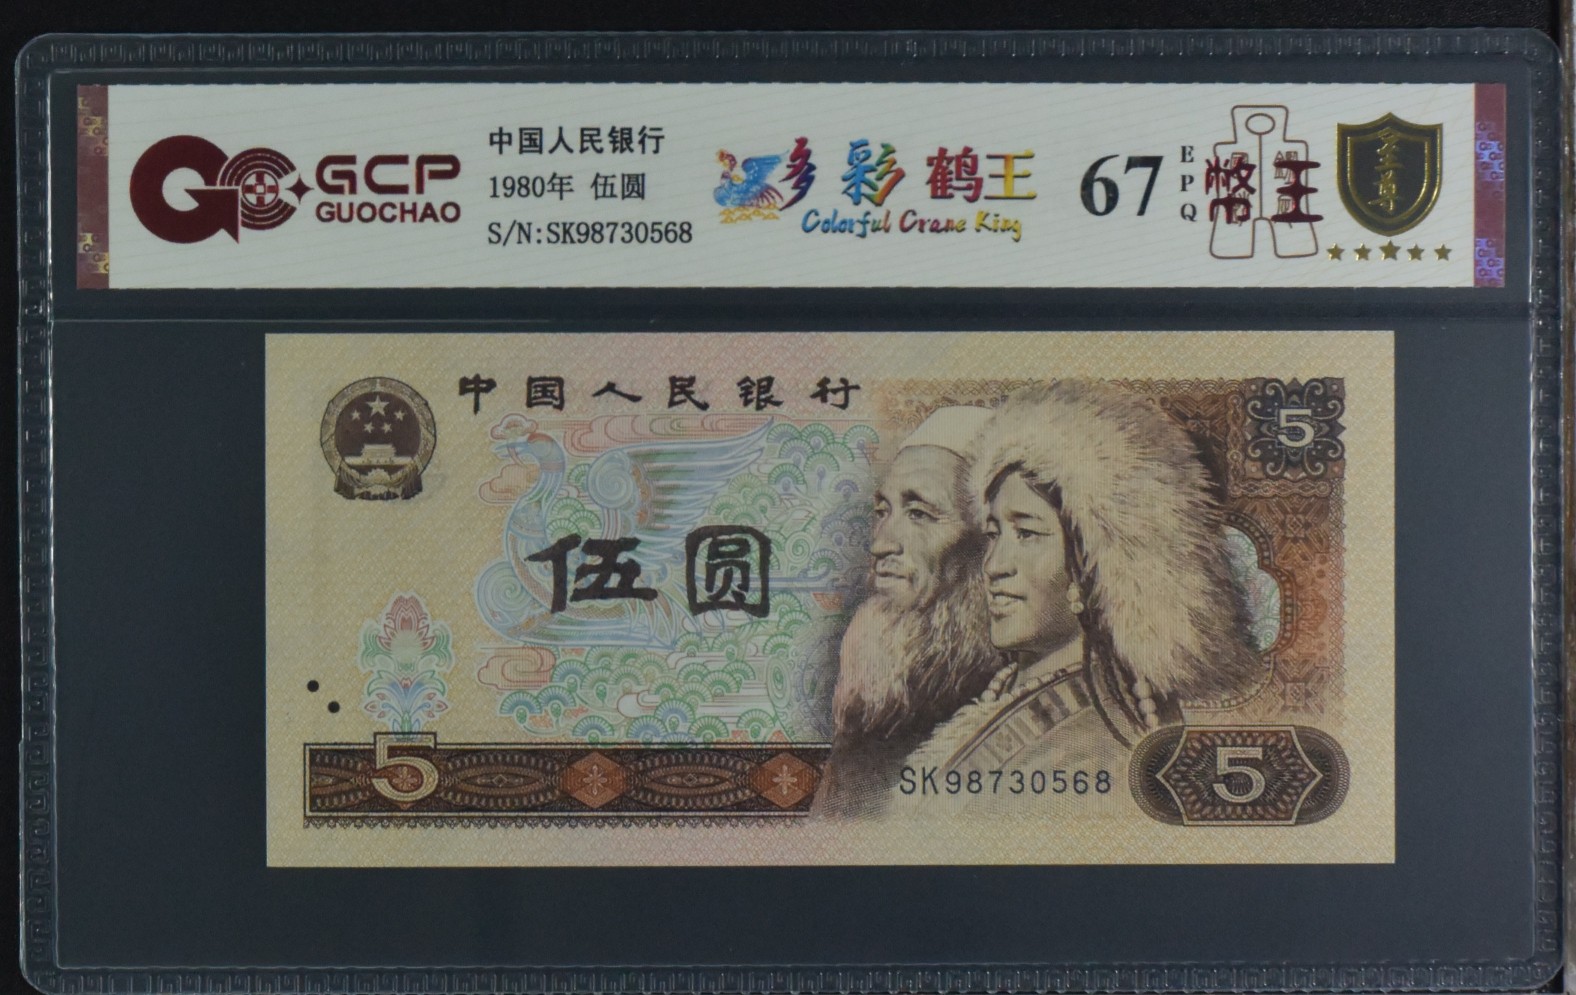 GCP
GUOCHAO
中国人民银行
1980年 伍圆
S/N:SK98730568
多彩鹤王
Colorful Crane King
67
EPQ
币王
至尊
中国人民银行
5
伍圆
5
SK98730568
5